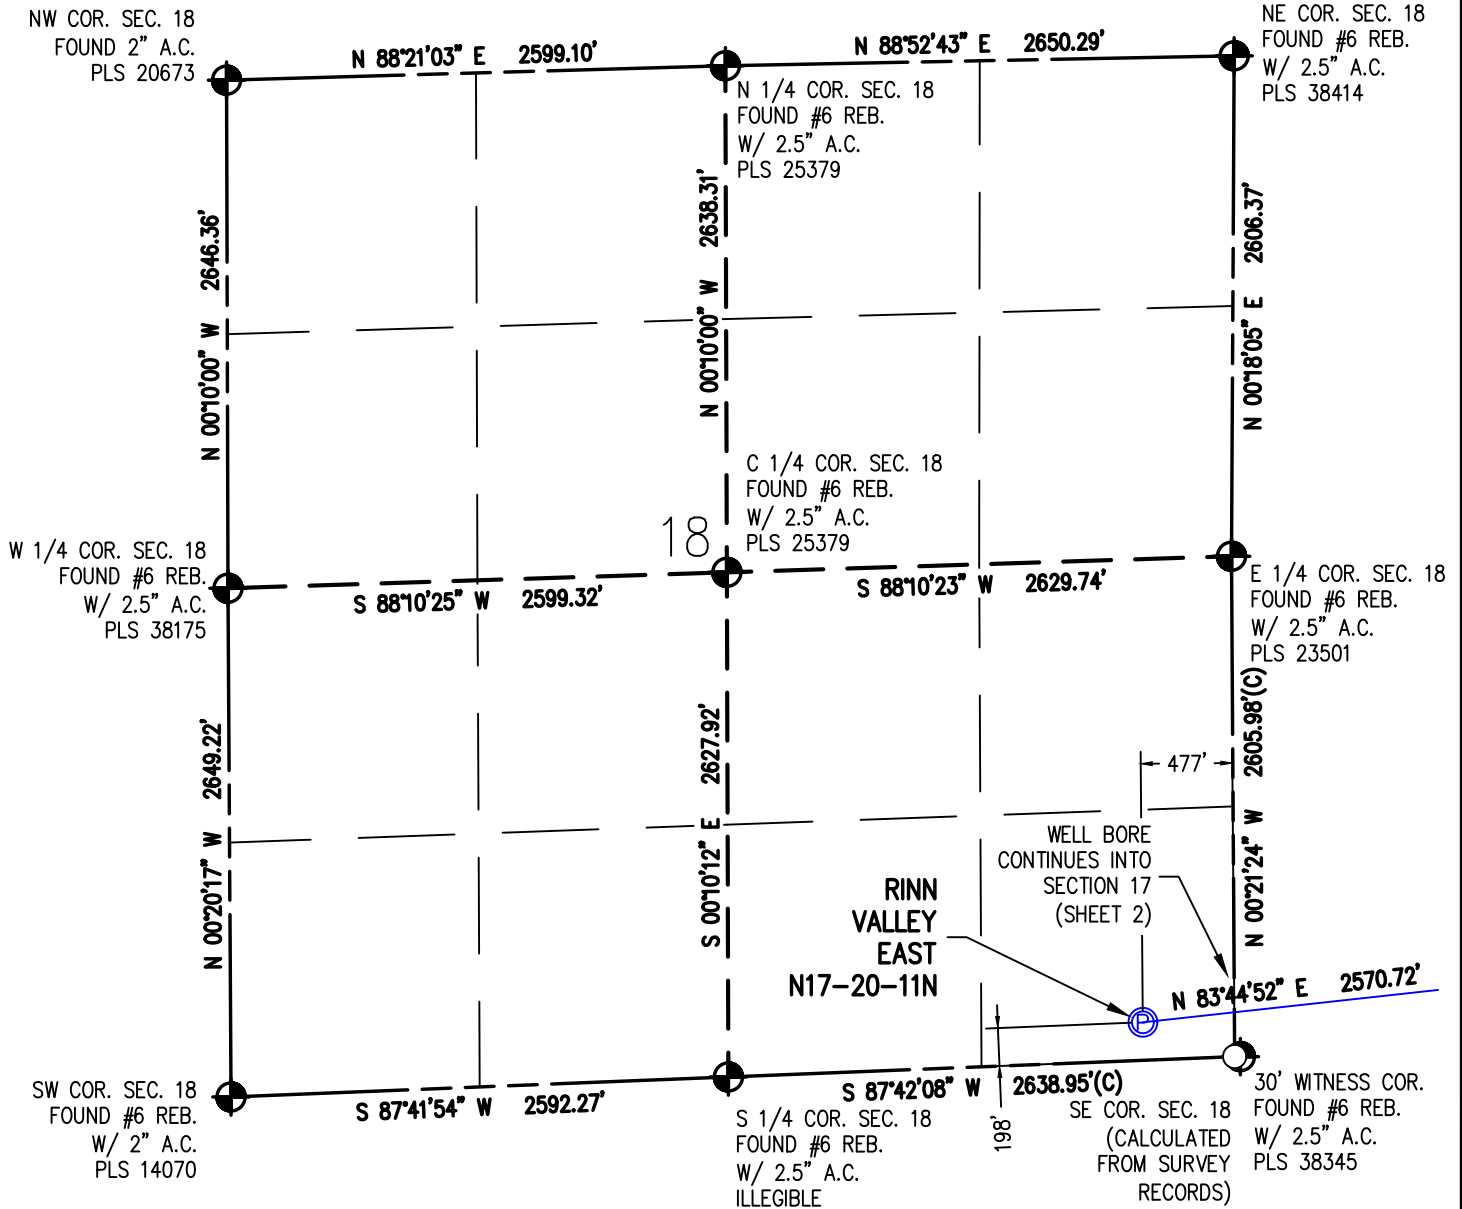 NW COR. SEC. 18
FOUND 2" A.C.
PLS 20673
N 88°21'03" E 2599.10'
N 88°52'43" E 2650.29'
NE COR. SEC. 18
FOUND #6 REB.
W/ 2.5" A.C.
PLS 38414
N 1/4 COR. SEC. 18
FOUND #6 REB.
W/ 2.5" A.C.
PLS 25379
N 00°10'00" W 2646.36'
N 00°10'00" W 2638.31'
N 00°18'05" E 2606.37'
C 1/4 COR. SEC. 18
FOUND #6 REB.
W/ 2.5" A.C.
PLS 25379
18
W 1/4 COR. SEC. 18
FOUND #6 REB.
W/ 2.5" A.C.
PLS 38175
S 88°10'25" W 2599.32'
S 88°10'23" W 2629.74'
E 1/4 COR. SEC. 18
FOUND #6 REB.
W/ 2.5" A.C.
PLS 23501
N 00°20'17" W 2649.22'
S 00°10'12" E 2627.92'
N 00°21'24" W 2605.98'(C)
477'
WELL BORE
CONTINUES INTO
SECTION 17
(SHEET 2)
RINN
VALLEY
EAST
N17-20-11N
P
N 83°44'52" E 2570.72'
198'
SW COR. SEC. 18
FOUND #6 REB.
W/ 2" A.C.
PLS 14070
S 87°41'54" W 2592.27'
S 87°42'08" W 2638.95'(C)
S 1/4 COR. SEC. 18
FOUND #6 REB.
W/ 2.5" A.C.
ILLEGIBLE
SE COR. SEC. 18
(CALCULATED
FROM SURVEY
RECORDS)
30' WITNESS COR.
FOUND #6 REB.
W/ 2.5" A.C.
PLS 38345